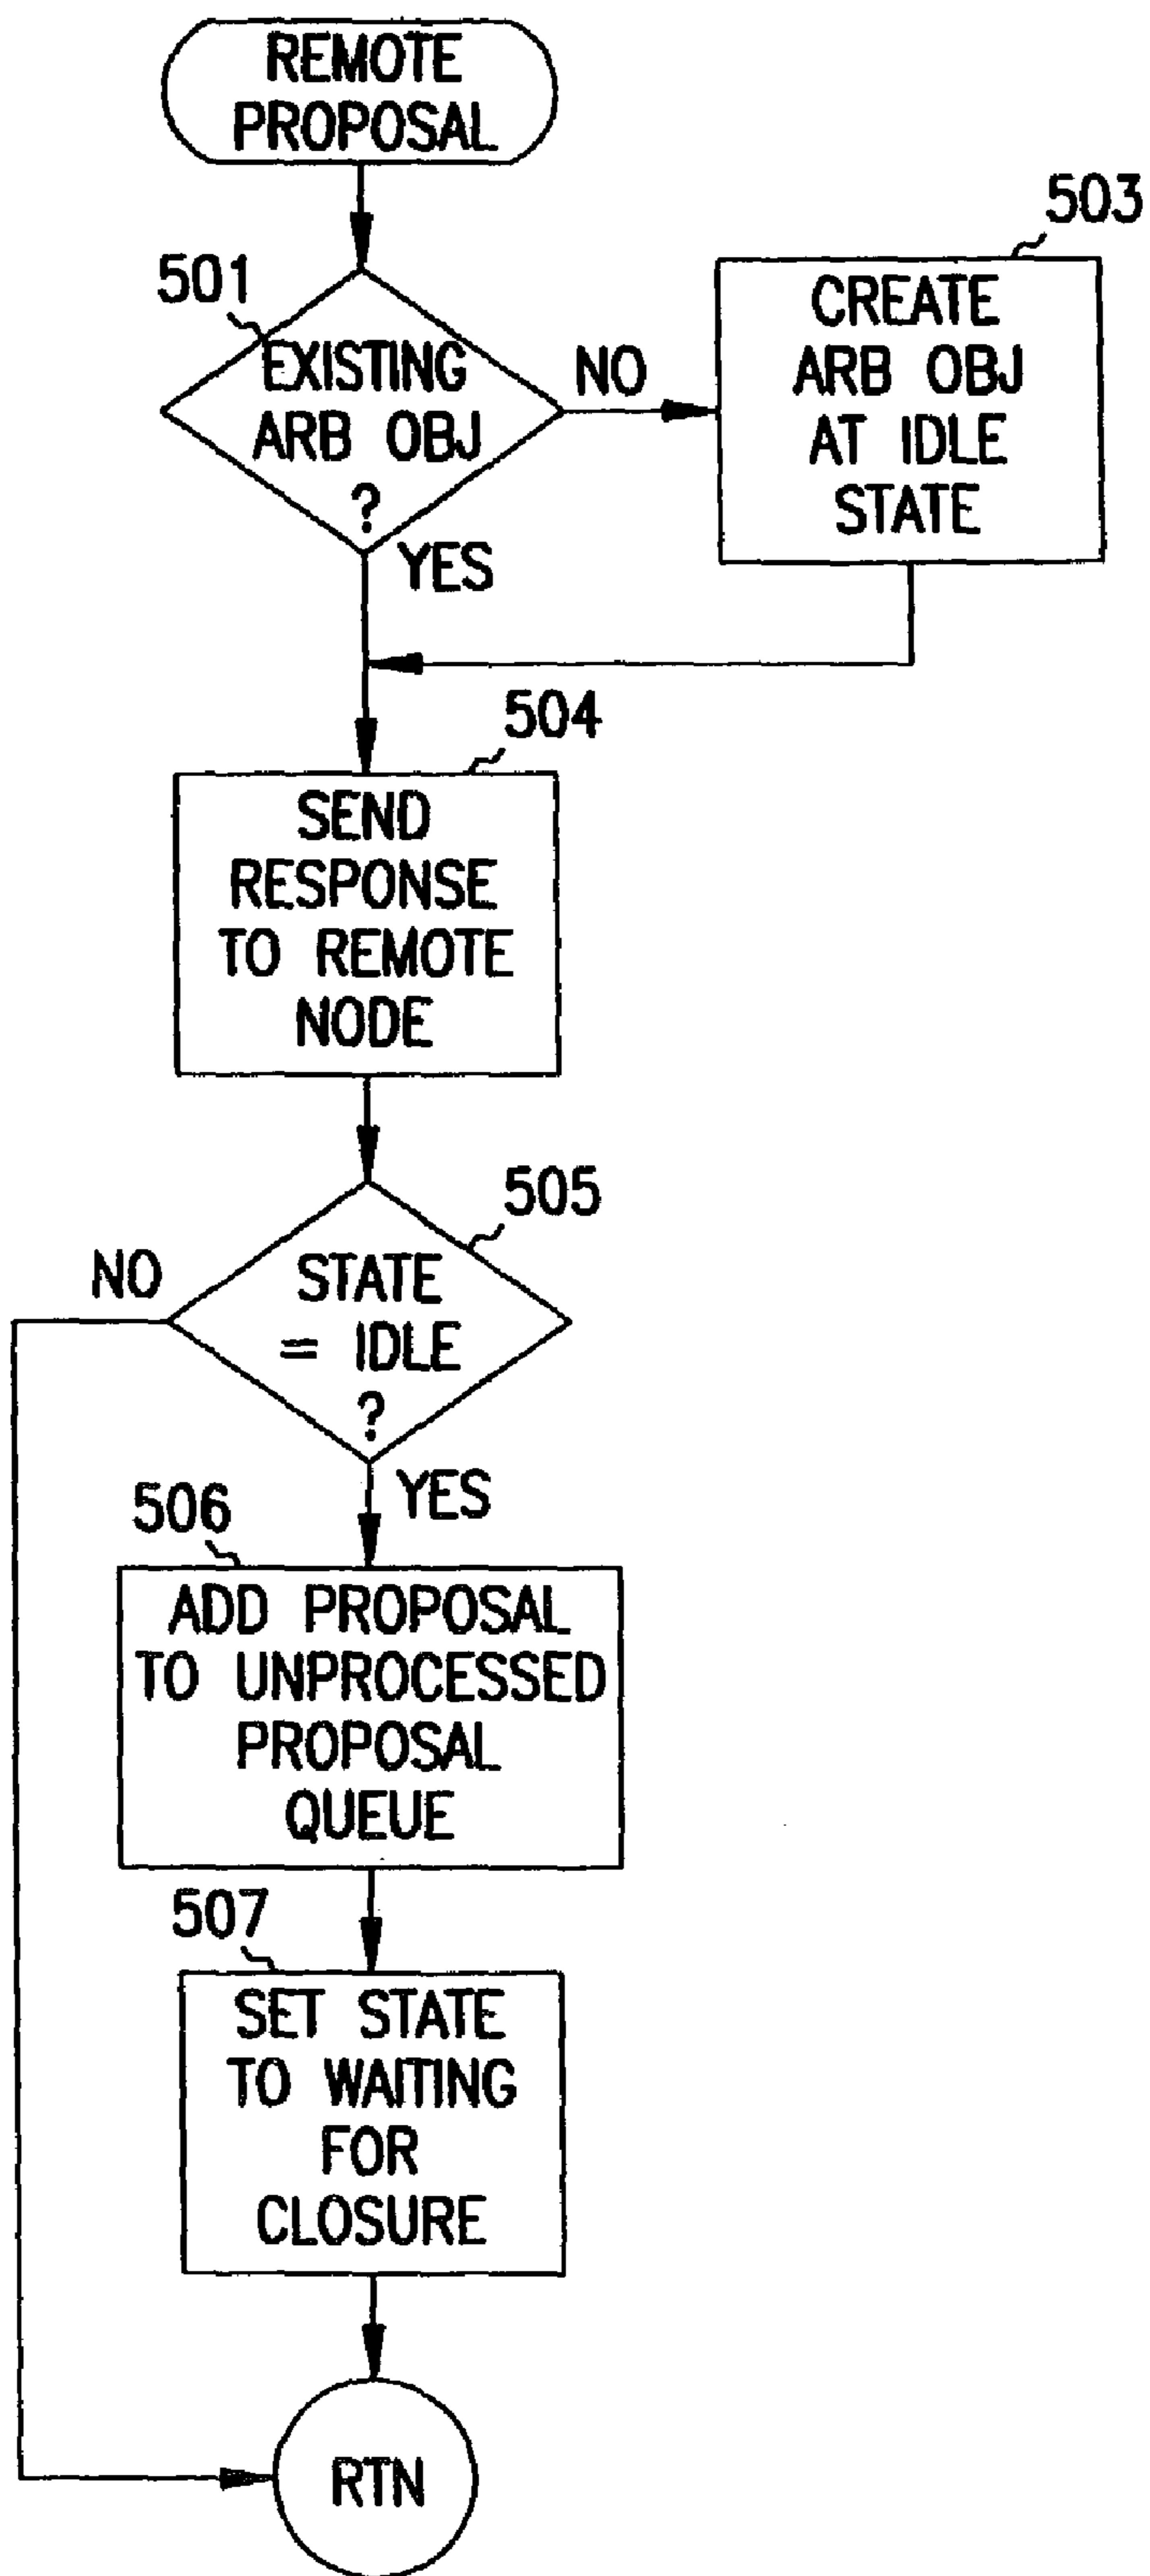 REMOTE
PROPOSAL
501
EXISTING
ARB OBJ
?
NO
503
CREATE
ARB OBJ
AT IDLE
STATE
YES
504
SEND
RESPONSE
TO REMOTE
NODE
505
STATE
= IDLE
?
NO
YES
506
ADD PROPOSAL
TO UNPROCESSED
PROPOSAL
QUEUE
507
SET STATE
TO WAITING
FOR
CLOSURE
RTN